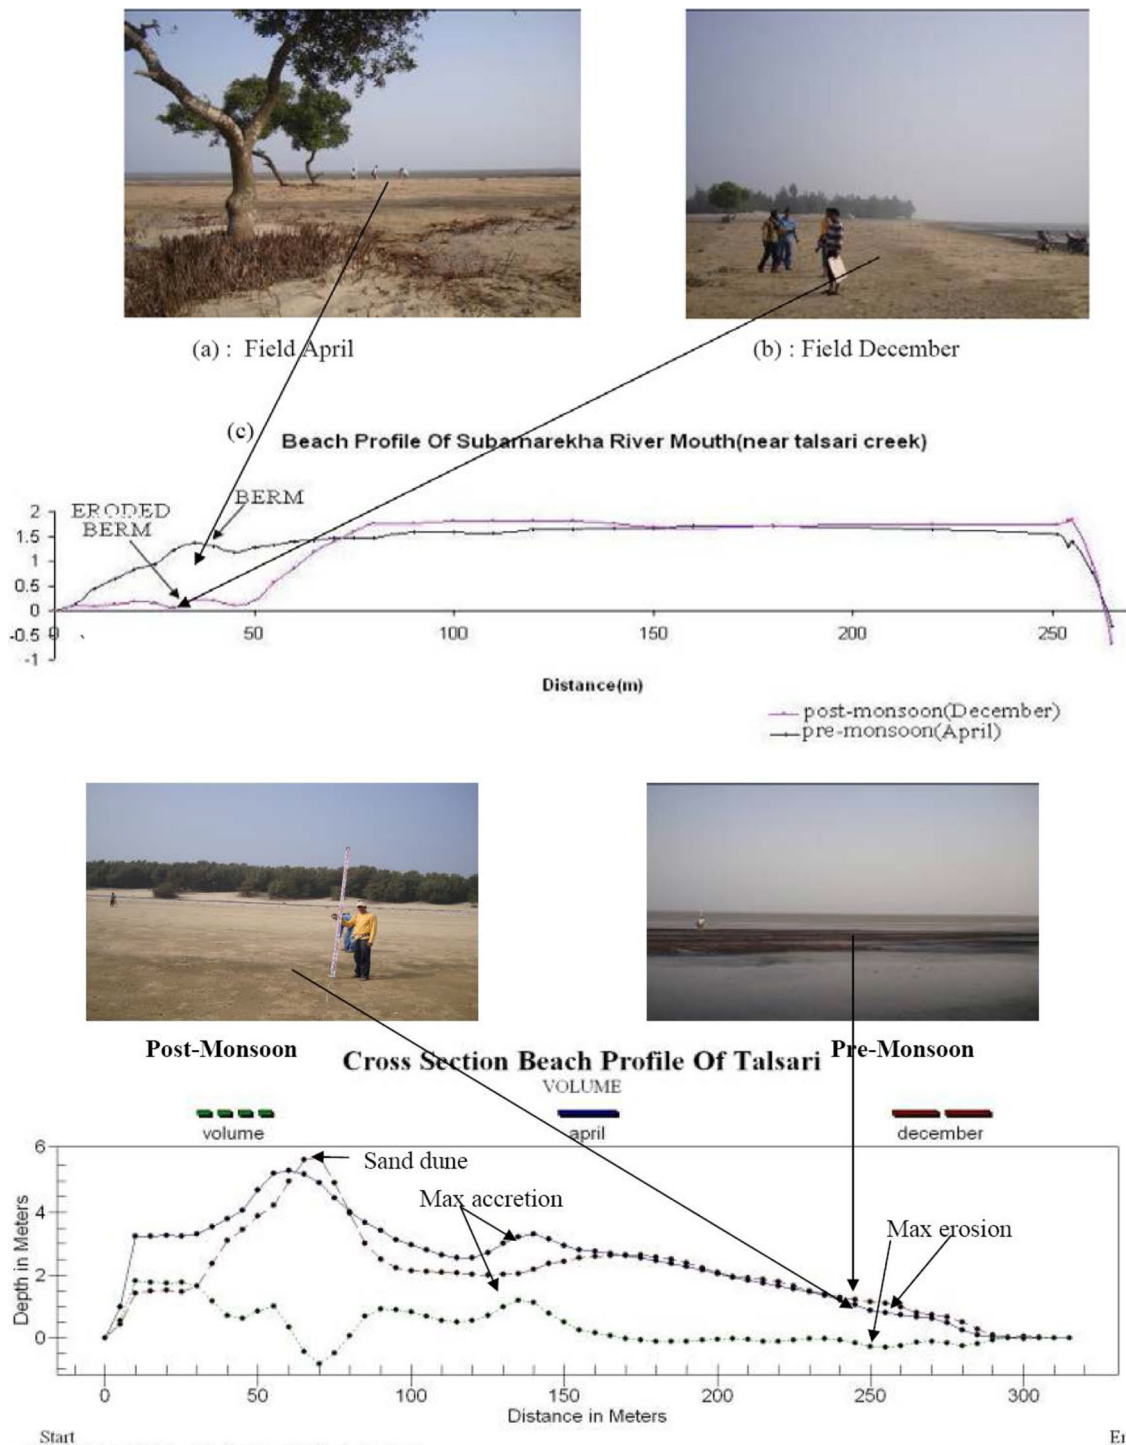 (a) : Field April
(b) : Field December
(c)
Beach Profile Of Subarnarekha River Mouth(near talsari creek)
BERM
ERODED
BERM
2
1.5
1
0.5
0
-0.5
-1
0
50
100
150
200
250
Distance(m)
post-monsoon(December)
pre-monsoon(April)
Post-Monsoon
Pre-Monsoon
Cross Section Beach Profile Of Talsari
VOLUME
volume
april
december
Sand dune
Max accretion
Max erosion
Depth in Meters
6
4
2
0
0
50
100
150
200
250
300
Distance in Meters
Start